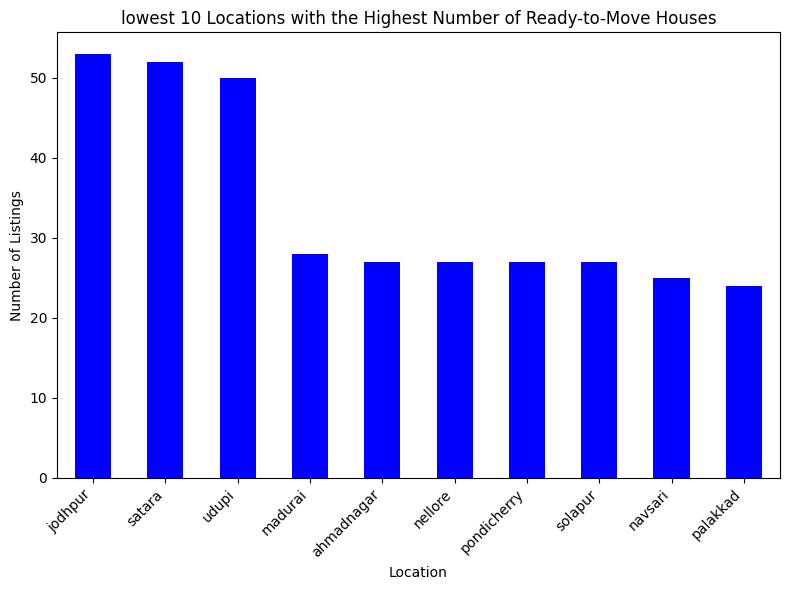 lowest 10 Locations with the Highest Number of Ready-to-Move Houses
Number of Listings
50
40
30
20
10
0
jodhpur
satara
udupi
madurai
ahmadnagar
nellore
pondicherry
solapur
navsari
palakkad
Location